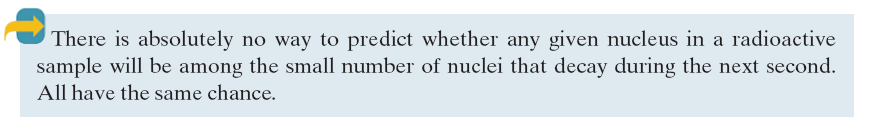 There is absolutely no way to predict whether any given nucleus in a radioactive
sample will be among the small number of nuclei that decay during the next second.
All have the same chance.